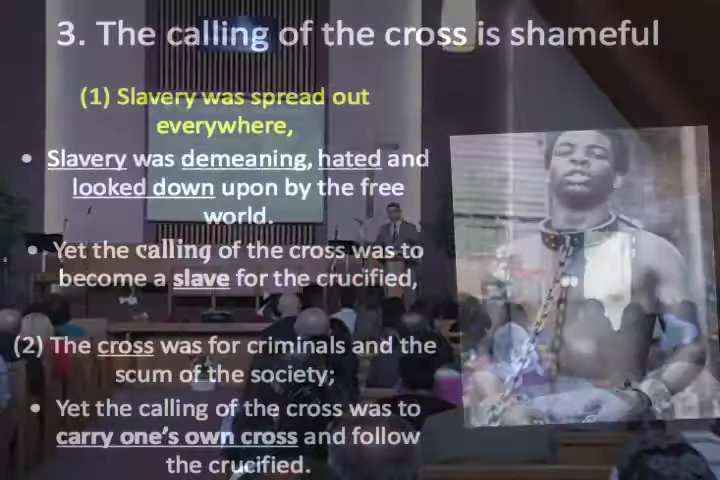 3. The calling of the cross is shameful
(1) Slavery was spread out
everywhere,
• Slavery was demeaning, hated and
looked down upon by the free
world.
• Yet the calling of the cross was to
become a slave for the crucified,
(2) The cross was for criminals and the
scum of the society;
• Yet the calling of the cross was to
carry one's own cross and follow
the crucified.